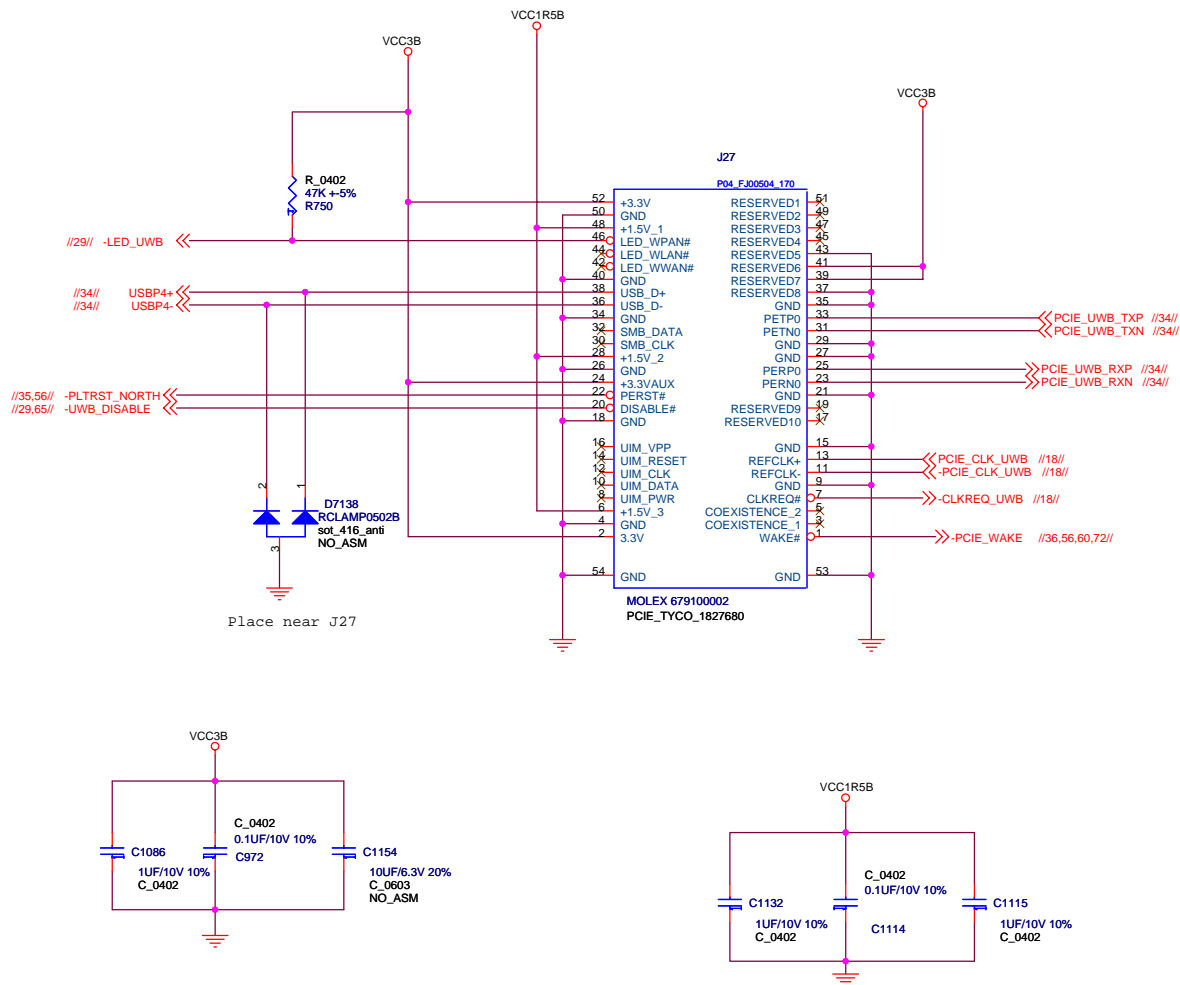 VCC1R5B
VCC3B
VCC3B
J27
P04_FJ00504_170
R_0402
47K +-5%
R750
//29// -LED_UWB
//34// USBP4+
//34// USBP4-
//35,56// -PLTRST_NORTH
//29,65// -UWB_DISABLE
52 +3.3V RESERVED1 51
50 GND RESERVED2 49
48 +1.5V_1 RESERVED3 47
46 LED_WPAN# RESERVED4 45
44 LED_WLAN# RESERVED5 43
42 LED_WWAN# RESERVED6 41
40 GND RESERVED7 39
38 USB_D+ RESERVED8 37
36 USB_D- GND 35
34 GND PETP0 33
32 SMB_DATA PETN0 31
30 SMB_CLK GND 29
28 +1.5V_2 GND 27
26 GND PERP0 25
24 +3.3VAUX PERN0 23
22 PERST# GND 21
20 DISABLE# RESERVED9 19
18 GND RESERVED10 17
16 UIM_VPP GND 15
14 UIM_RESET REFCLK+ 13
12 UIM_CLK REFCLK- 11
10 UIM_DATA GND 9
8 UIM_PWR CLKREQ# 7
6 +1.5V_3 COEXISTENCE_2 5
4 GND COEXISTENCE_1 3
2 3.3V WAKE# 1
54 GND GND 53
PCIE_UWB_TXP //34//
PCIE_UWB_TXN //34//
PCIE_UWB_RXP //34//
PCIE_UWB_RXN //34//
PCIE_CLK_UWB //18//
-PCIE_CLK_UWB //18//
-CLKREQ_UWB //18//
-PCIE_WAKE //36,56,60,72//
MOLEX 679100002
PCIE_TYCO_1827680
2
1
3
D7138
RCLAMP0502B
sot_416_anti
NO_ASM
Place near J27
VCC3B
C1086
1UF/10V 10%
C_0402
C_0402
0.1UF/10V 10%
C972
C1154
10UF/6.3V 20%
C_0603
NO_ASM
VCC1R5B
C1132
1UF/10V 10%
C_0402
C_0402
0.1UF/10V 10%
C1114
C1115
1UF/10V 10%
C_0402